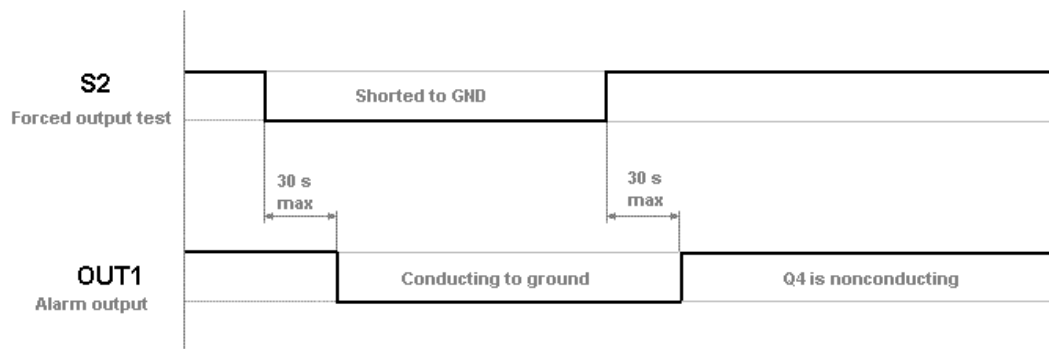 S2
Forced output test
Shorted to GND
30 s
max
30 s
max
OUT1
Alarm output
Conducting to ground
Q4 is nonconducting